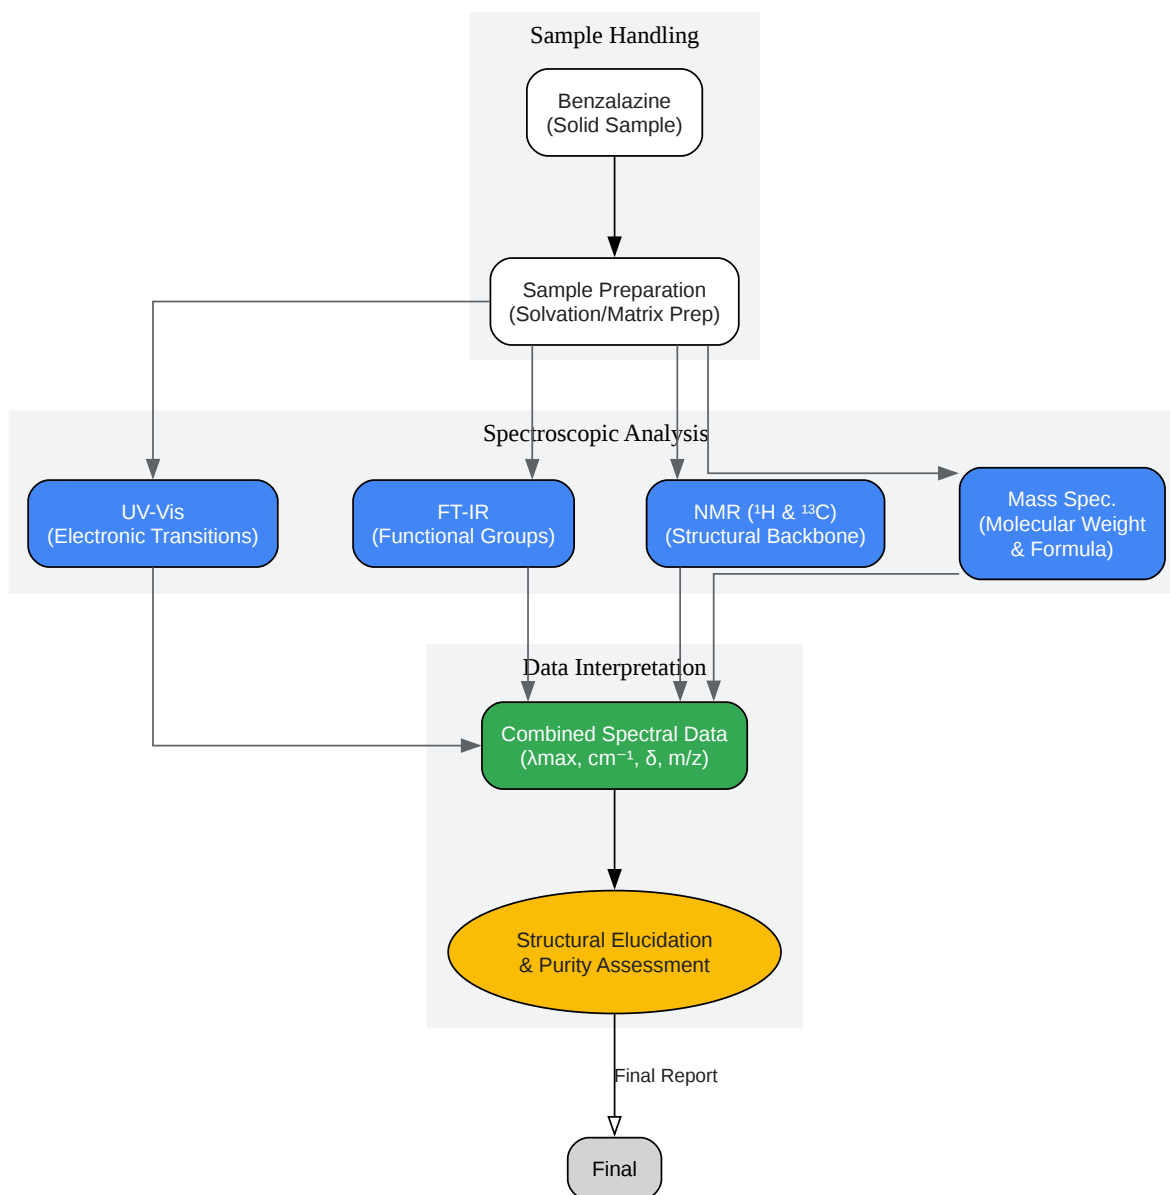 Sample Handling
Benzalazine
(Solid Sample)
Sample Preparation
(Solvation/Matrix Prep)
Spectroscopic Analysis
UV-Vis
(Electronic Transitions)
FT-IR
(Functional Groups)
NMR (¹H & ¹³C)
(Structural Backbone)
Mass Spec.
(Molecular Weight
& Formula)
Data Interpretation
Combined Spectral Data
(λmax, cm⁻¹, δ, m/z)
Structural Elucidation
& Purity Assessment
Final Report
Final